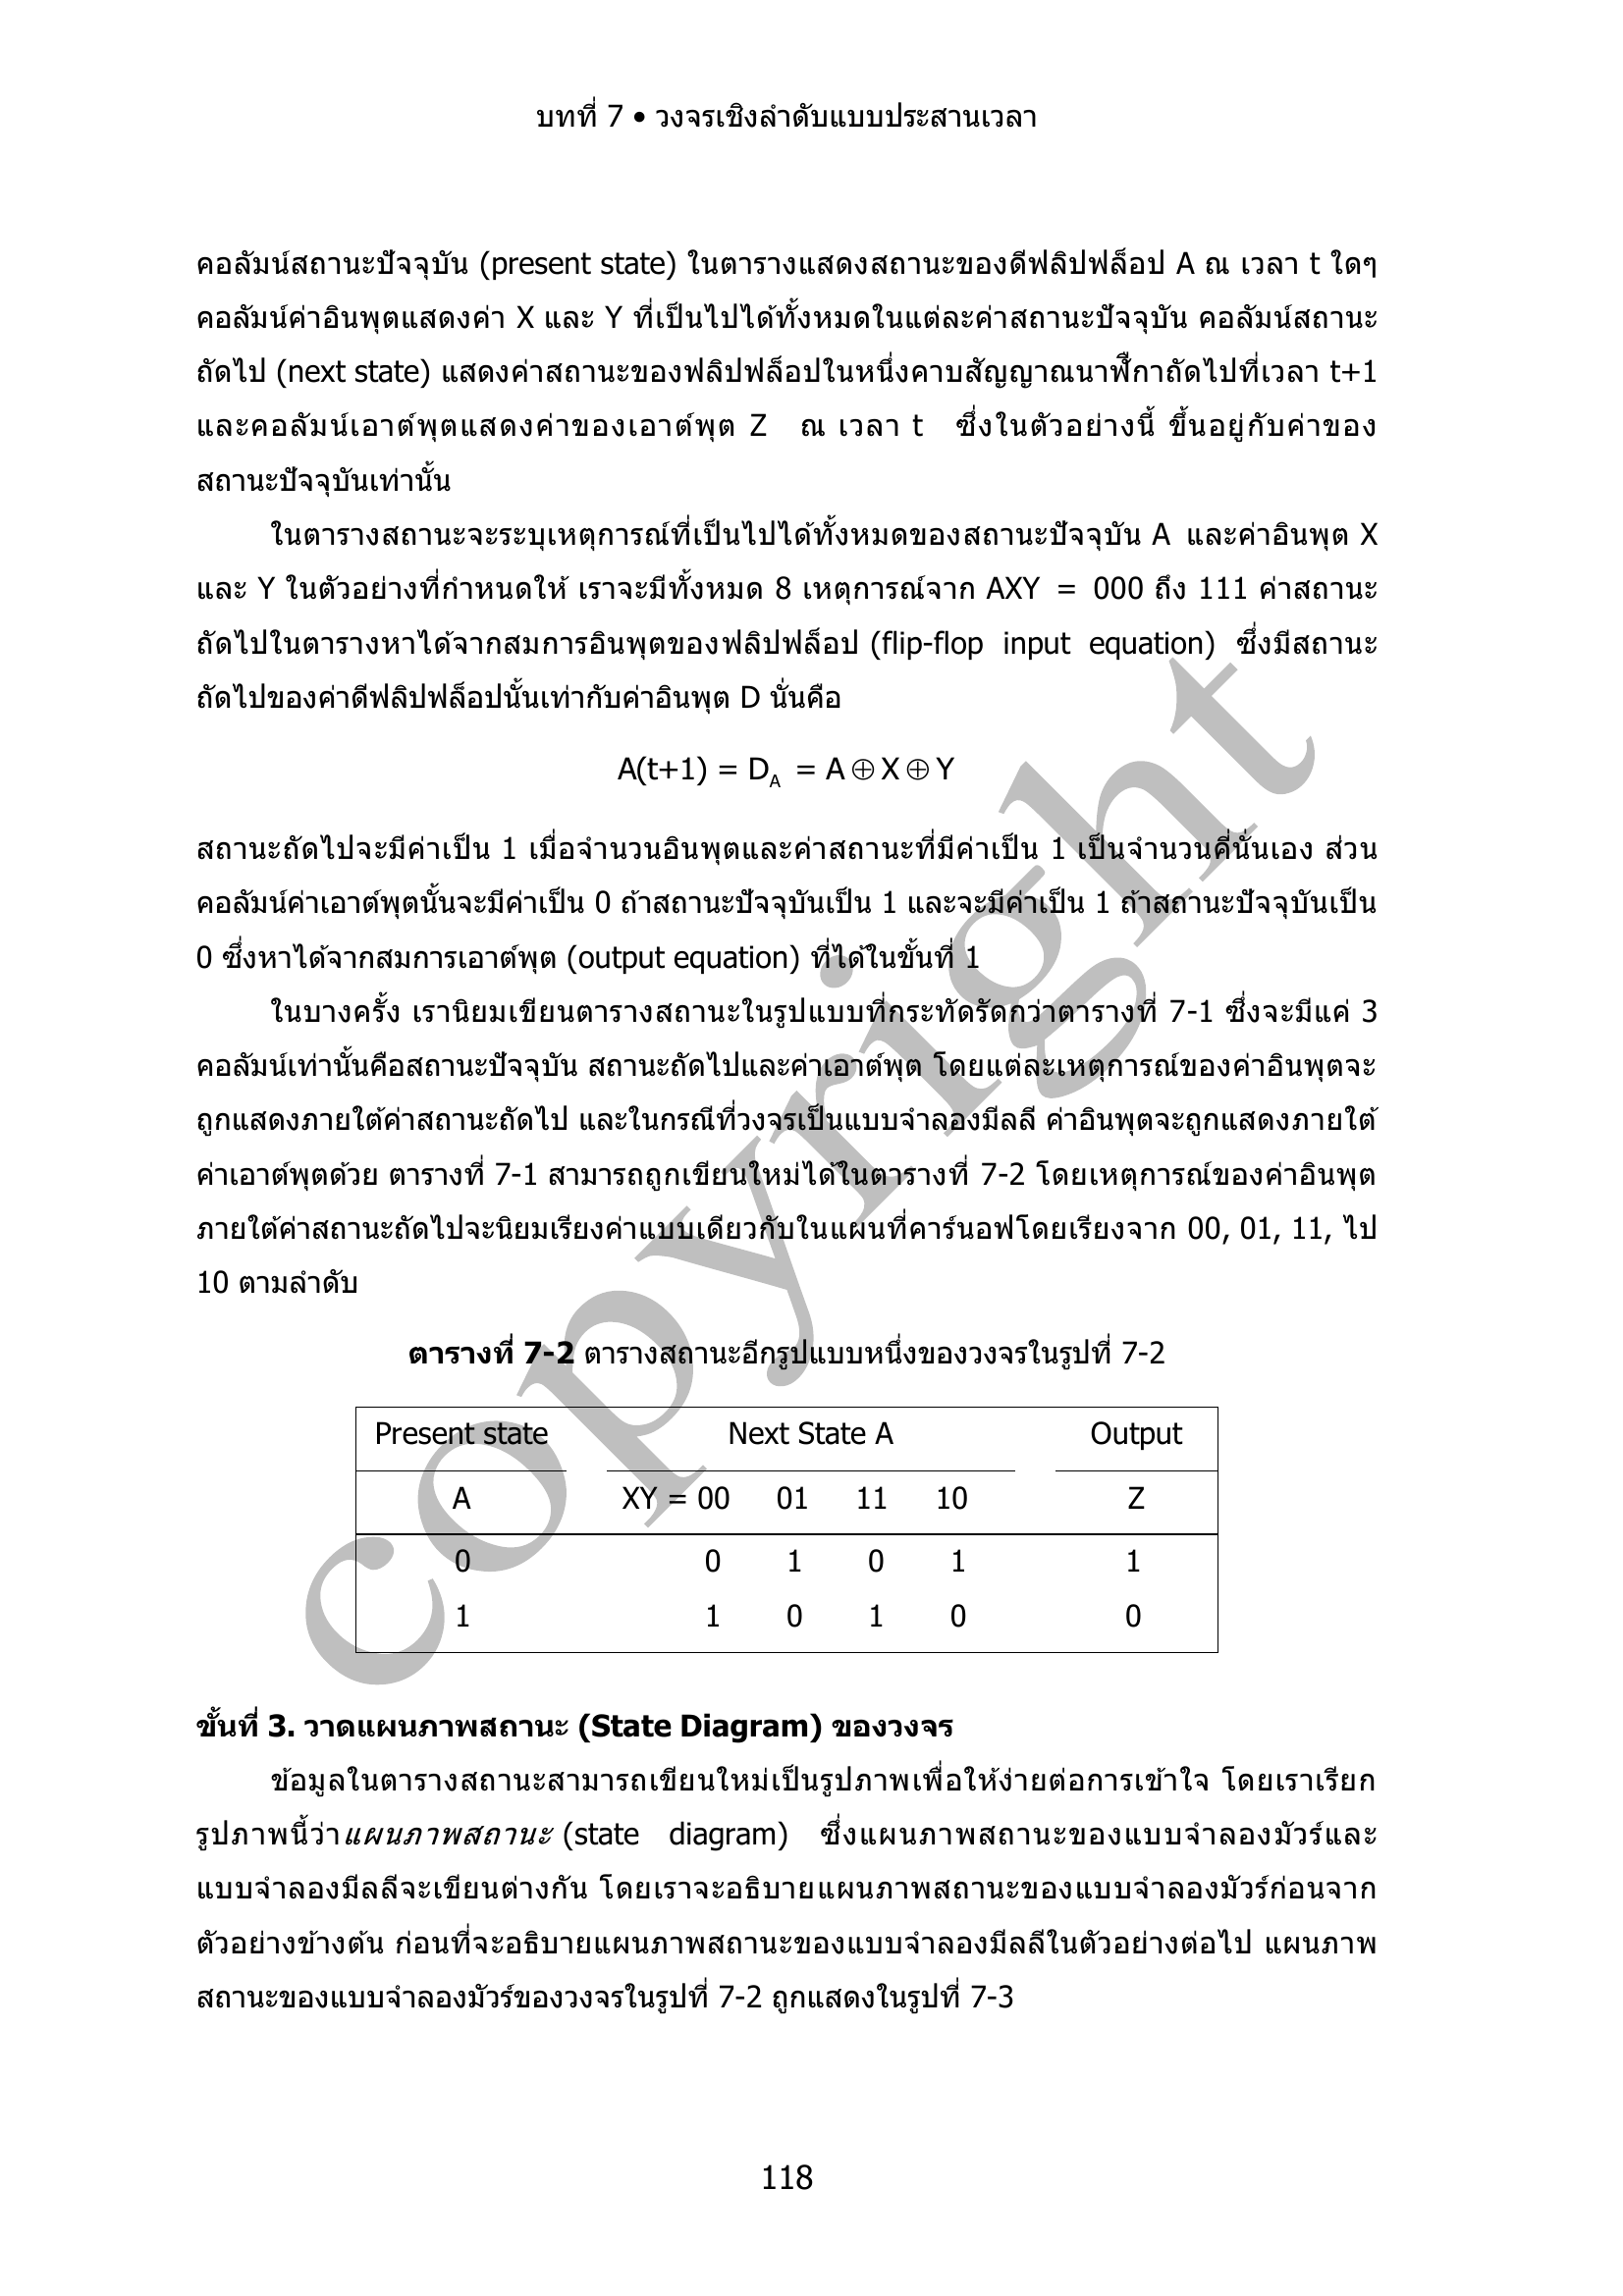 บทที่ 7 • วงจรเชิงลำดับแบบประสานเวลา
คอลัมน์สถานะปัจจุบัน (present state) ในตารางแสดงสถานะของดีฟลิปฟล็อป A ณ เวลา t ใดๆ
คอลัมน์ค่าอินพุตแสดงค่า X และ Y ที่เป็นไปได้ทั้งหมดในแต่ละค่าสถานะปัจจุบัน คอลัมน์สถานะ
ถัดไป (next state) แสดงค่าสถานะของฟลิปฟล็อปในหนึ่งคาบสัญญาณนาฬิืกาถัดไปที่เวลา t+1
และคอลัมน์เอาต์พุตแสดงค่าของเอาต์พุต Z ณ เวลา t ซึ่งในตัวอย่างนี้ ขึ้นอยู่กับค่าของ
สถานะปัจจุบันเท่านั้น
ในตารางสถานะจะระบุเหตุการณ์ที่เป็นไปได้ทั้งหมดของสถานะปัจจุบัน A และค่าอินพุต X
และ Y ในตัวอย่างที่กำหนดให้ เราจะมีทั้งหมด 8 เหตุการณ์จาก AXY = 000 ถึง 111 ค่าสถานะ
ถัดไปในตารางหาได้จากสมการอินพุตของฟลิปฟล็อป (flip-flop input equation) ซึ่งมีสถานะ
ถัดไปของค่าดีฟลิปฟล็อปนั้นเท่ากับค่าอินพุต D นั่นคือ
A(t+1) = D_A = A ⊕ X ⊕ Y
สถานะถัดไปจะมีค่าเป็น 1 เมื่อจำนวนอินพุตและค่าสถานะที่มีค่าเป็น 1 เป็นจำนวนคี่นั่นเอง ส่วน
คอลัมน์ค่าเอาต์พุตนั้นจะมีค่าเป็น 0 ถ้าสถานะปัจจุบันเป็น 1 และจะมีค่าเป็น 1 ถ้าสถานะปัจจุบันเป็น
0 ซึ่งหาได้จากสมการเอาต์พุต (output equation) ที่ได้ในขั้นที่ 1
ในบางครั้ง เรานิยมเขียนตารางสถานะในรูปแบบที่กระทัดรัดกว่าตารางที่ 7-1 ซึ่งจะมีแค่ 3
คอลัมน์เท่านั้นคือสถานะปัจจุบัน สถานะถัดไปและค่าเอาต์พุต โดยแต่ละเหตุการณ์ของค่าอินพุตจะ
ถูกแสดงภายใต้ค่าสถานะถัดไป และในกรณีที่วงจรเป็นแบบจำลองมีลลี ค่าอินพุตจะถูกแสดงภายใต้
ค่าเอาต์พุตด้วย ตารางที่ 7-1 สามารถถูกเขียนใหม่ได้ในตารางที่ 7-2 โดยเหตุการณ์ของค่าอินพุต
ภายใต้ค่าสถานะถัดไปจะนิยมเรียงค่าแบบเดียวกับในแผนที่คาร์นอฟโดยเรียงจาก 00, 01, 11, ไป
10 ตามลำดับ
ตารางที่ 7-2 ตารางสถานะอีกรูปแบบหนึ่งของวงจรในรูปที่ 7-2
Present state Next State A Output
A XY = 00 01 11 10 Z
0 0 1 0 1 1
1 1 0 1 0 0
ขั้นที่ 3. วาดแผนภาพสถานะ (State Diagram) ของวงจร
ข้อมูลในตารางสถานะสามารถเขียนใหม่เป็นรูปภาพเพื่อให้ง่ายต่อการเข้าใจ โดยเราเรียก
รูปภาพนี้ว่าแผนภาพสถานะ (state diagram) ซึ่งแผนภาพสถานะของแบบจำลองมัวร์และ
แบบจำลองมีลลีจะเขียนต่างกัน โดยเราจะอธิบายแผนภาพสถานะของแบบจำลองมัวร์ก่อนจาก
ตัวอย่างข้างต้น ก่อนที่จะอธิบายแผนภาพสถานะของแบบจำลองมีลลีในตัวอย่างต่อไป แผนภาพ
สถานะของแบบจำลองมัวร์ของวงจรในรูปที่ 7-2 ถูกแสดงในรูปที่ 7-3
118
copyright